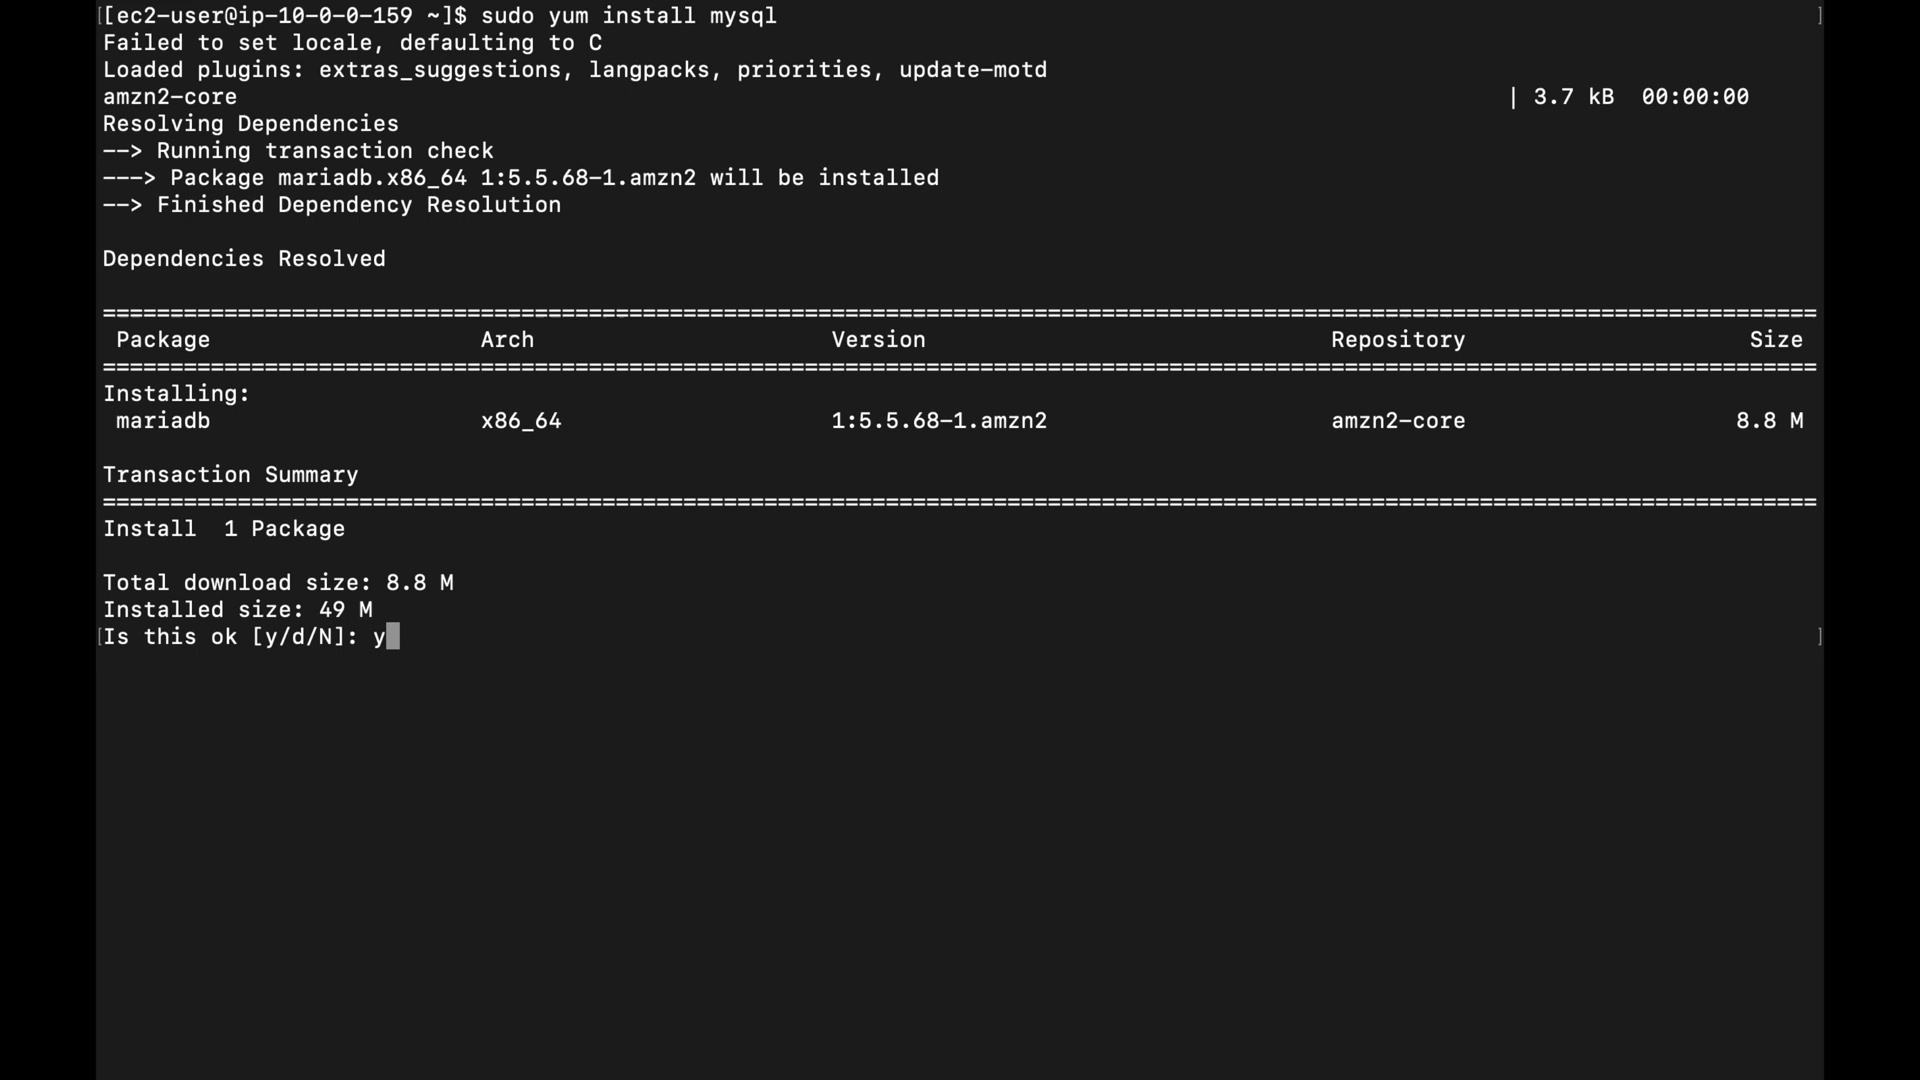 [[ec2-user@ip-10-0-0-159 ~]$ sudo yum install mysql ]
Failed to set locale, defaulting to C
Loaded plugins: extras_suggestions, langpacks, priorities, update-motd
amzn2-core | 3.7 kB 00:00:00
Resolving Dependencies
--> Running transaction check
---> Package mariadb.x86_64 1:5.5.68-1.amzn2 will be installed
--> Finished Dependency Resolution
Dependencies Resolved
================================================================================================================================
Package Arch Version Repository Size
================================================================================================================================
Installing:
mariadb x86_64 1:5.5.68-1.amzn2 amzn2-core 8.8 M
Transaction Summary
================================================================================================================================
Install 1 Package
Total download size: 8.8 M
Installed size: 49 M
[Is this ok [y/d/N]: y ]